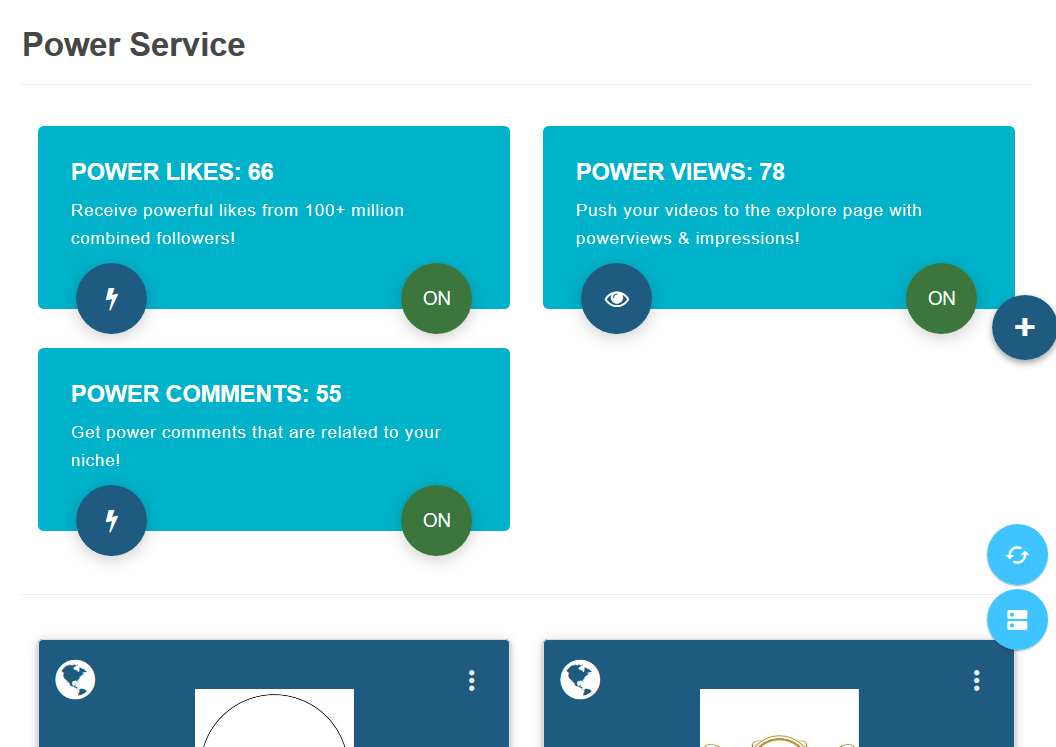 Power Service
POWER LIKES: 66
Receive powerful likes from 100+ million
combined followers!
ON
POWER VIEWS: 78
Push your videos to the explore page with
powerviews & impressions!
ON
POWER COMMENTS: 55
Get power comments that are related to your
niche!
ON